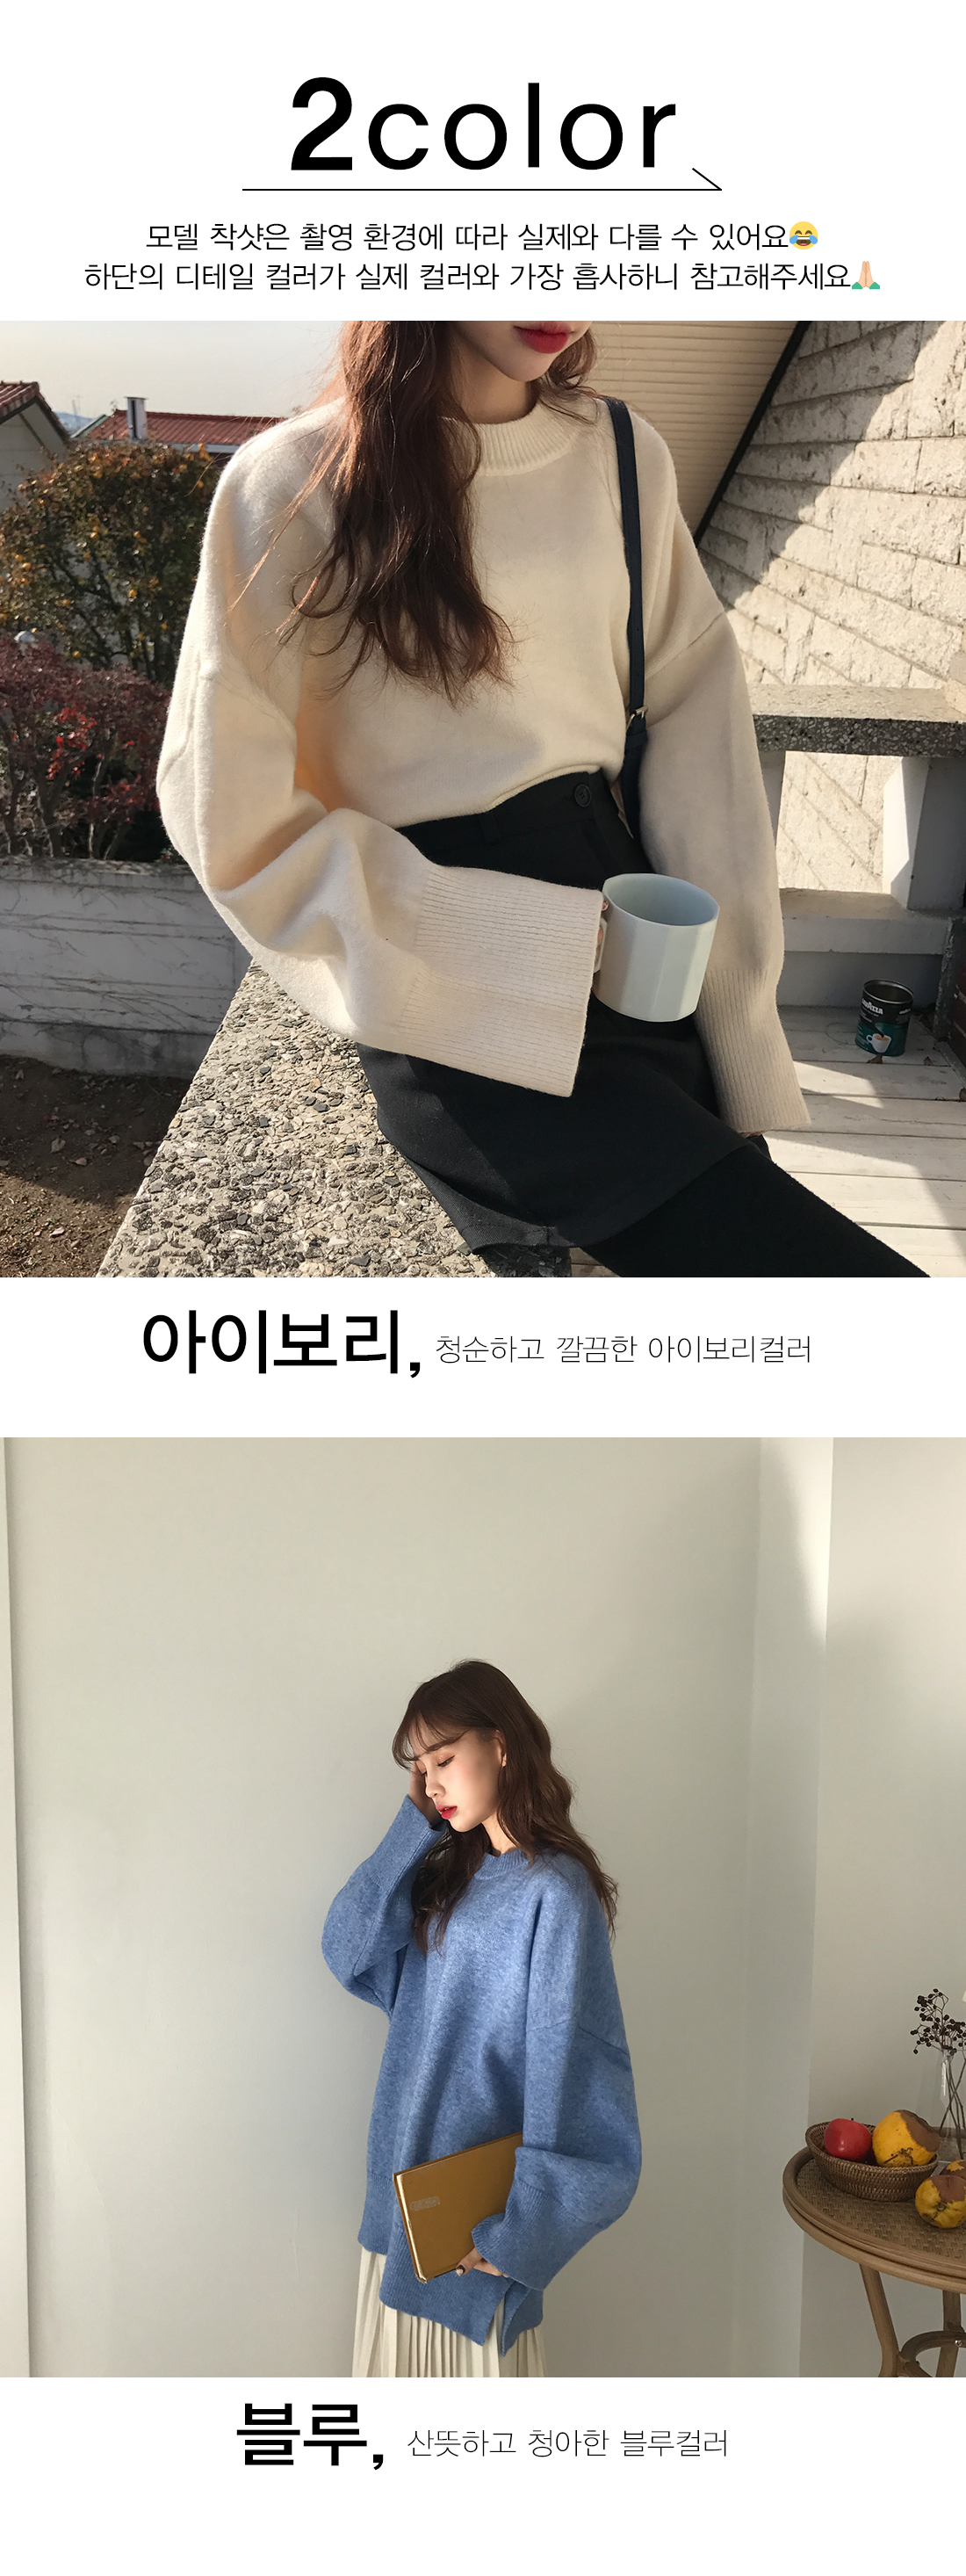 2color
모델 착샷은 촬영 환경에 따라 실제와 다를 수 있어요😂
하단의 디테일 컬러가 실제 컬러와 가장 흡사하니 참고해주세요🙏🏻
LAVAZZA
아이보리, 청순하고 깔끔한 아이보리컬러
블루, 산뜻하고 청아한 블루컬러